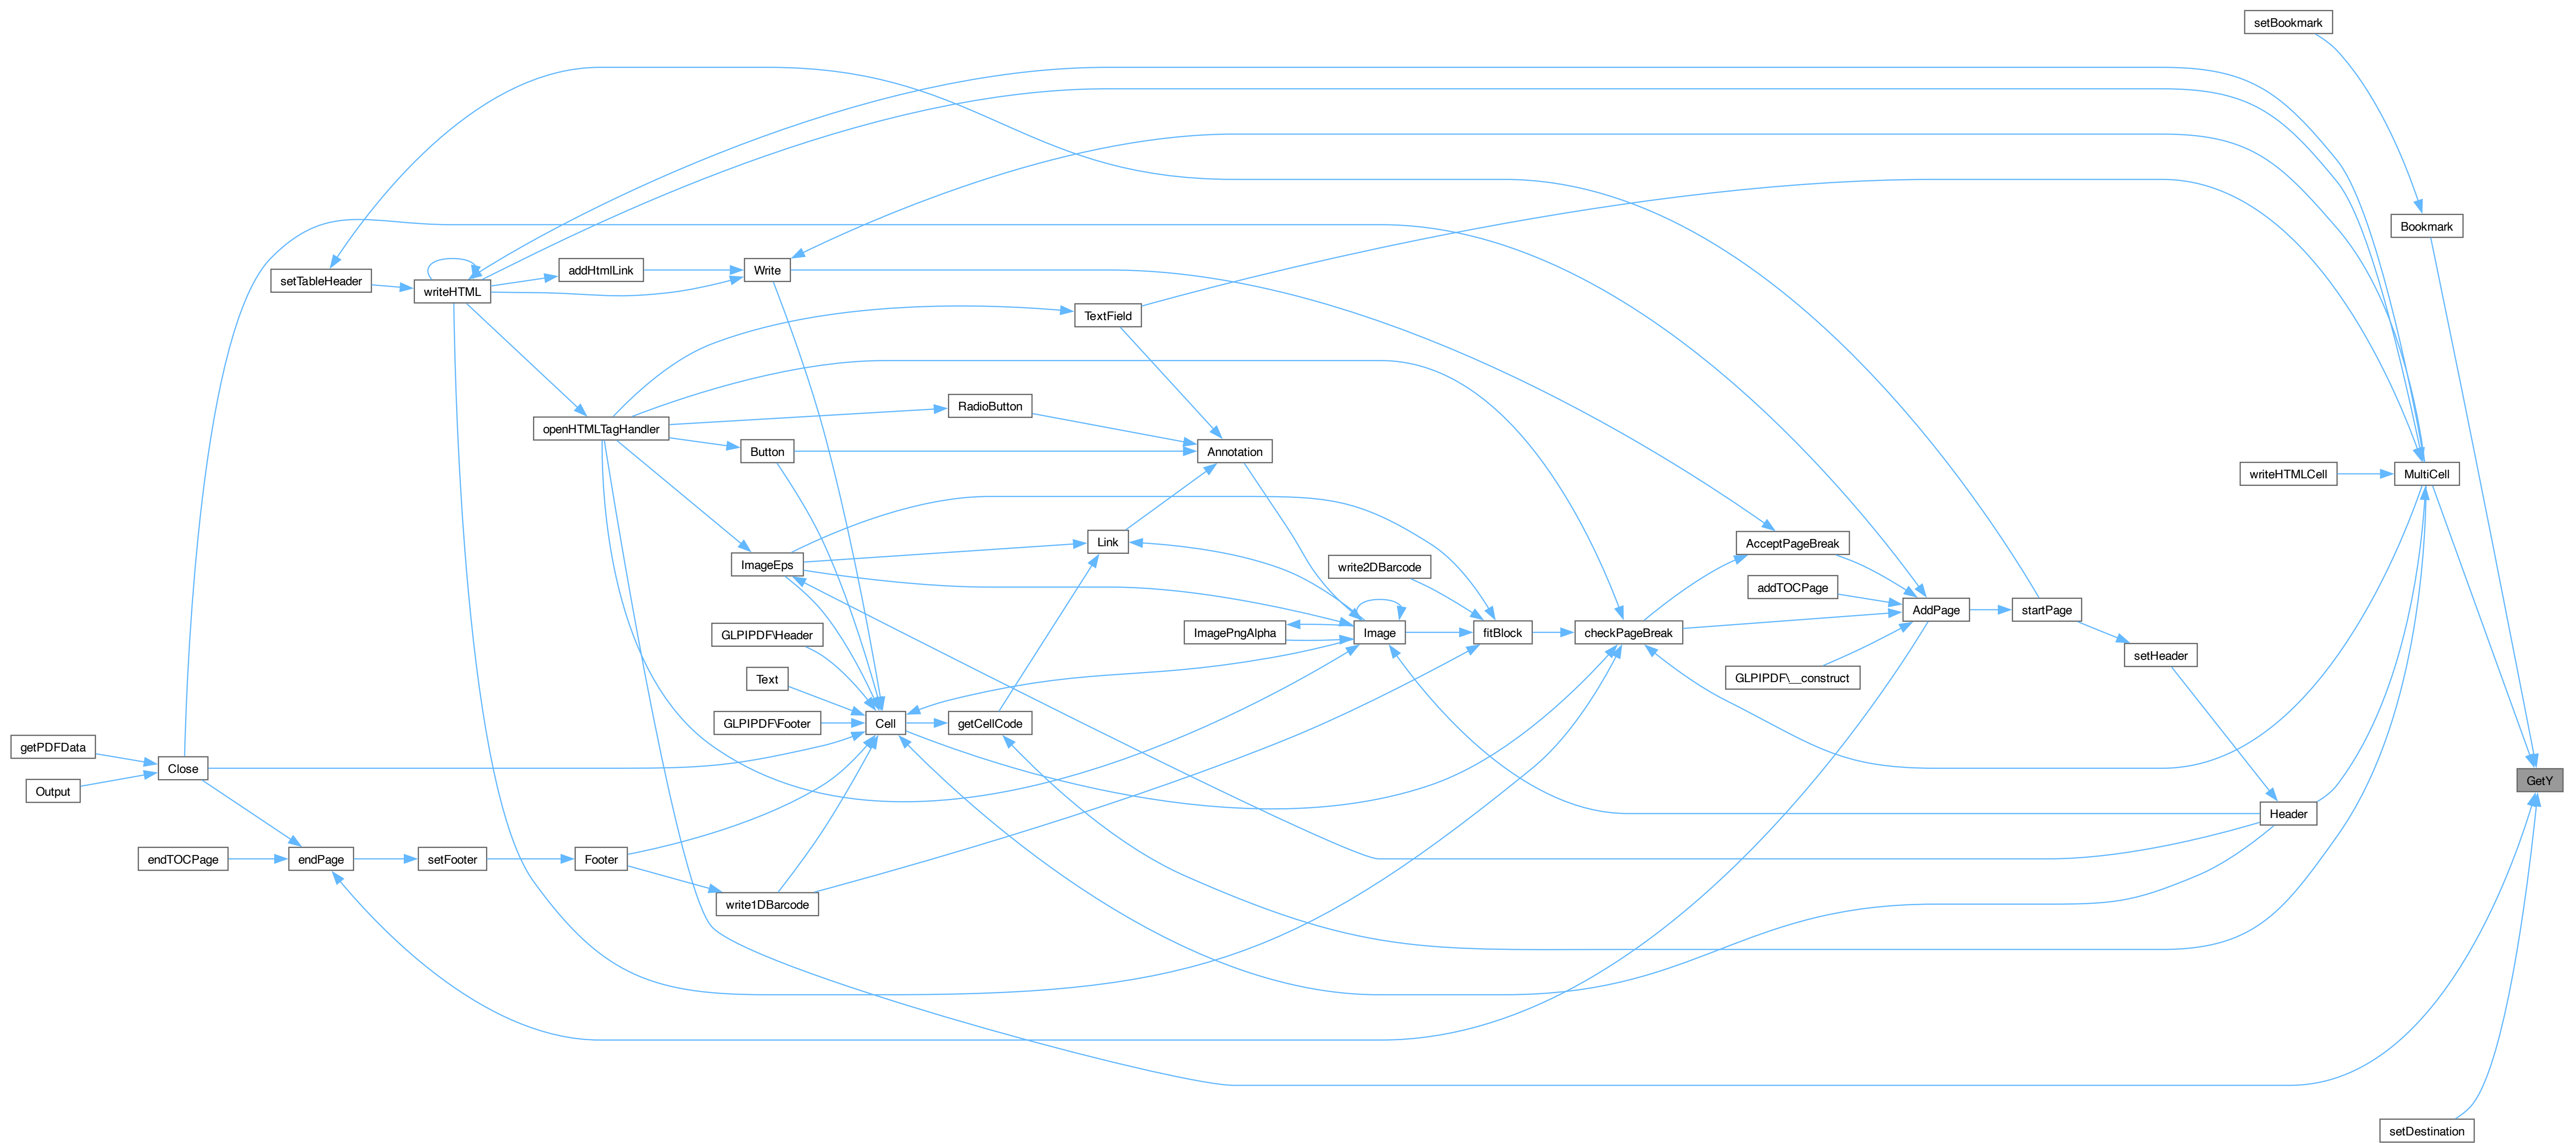 setBookmark
Bookmark
addHtmlLink
Write
setTableHeader
writeHTML
TextField
RadioButton
openHTMLTagHandler
Button
Annotation
writeHTMLCell
MultiCell
Link
AcceptPageBreak
ImageEps
write2DBarcode
addTOCPage
AddPage
startPage
GLPIPDF\Header
ImagePngAlpha
Image
fitBlock
checkPageBreak
setHeader
Text
GLPIPDF\__construct
GLPIPDF\Footer
Cell
getCellCode
getPDFData
Close
GetY
Output
Header
endTOCPage
endPage
setFooter
Footer
write1DBarcode
setDestination